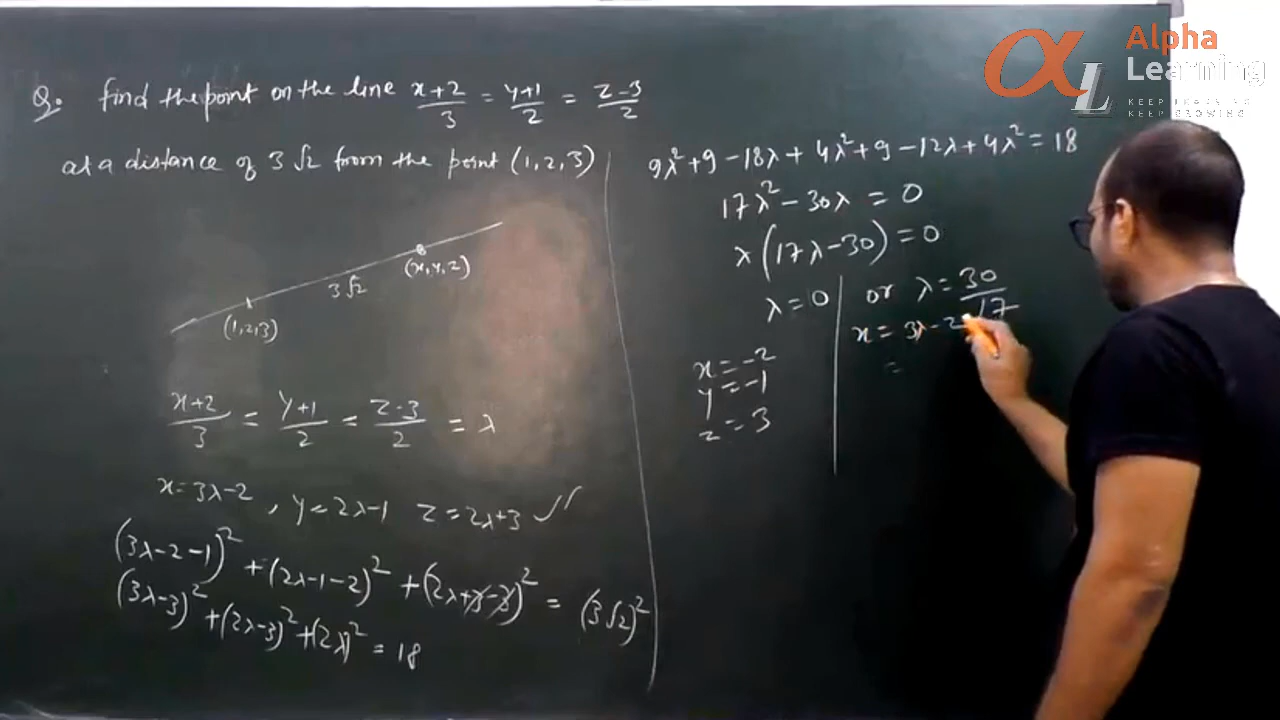 Alpha
Learning
KEEP LEARNING
KEEP GROWING
Q. find the point on the line x+2/3 = y+1/2 = z-3/2
at a distance of 3√2 from the point (1,2,3)
(x,y,z)
3√2
(1,2,3)
x+2/3 = y+1/2 = z-3/2 = λ
x=3λ-2, y=2λ-1 z=2λ+3
(3λ-2-1)² + (2λ-1-2)² + (2λ+3-3)² = (3√2)²
(3λ-3)² + (2λ-3)² + (2λ)² = 18
9λ²+9-18λ+4λ²+9-12λ+4λ²=18
17λ²-30λ = 0
λ(17λ-30) = 0
λ=0 or λ=30/17
x=-2
y=-1
z=3
x = 3λ-2
=